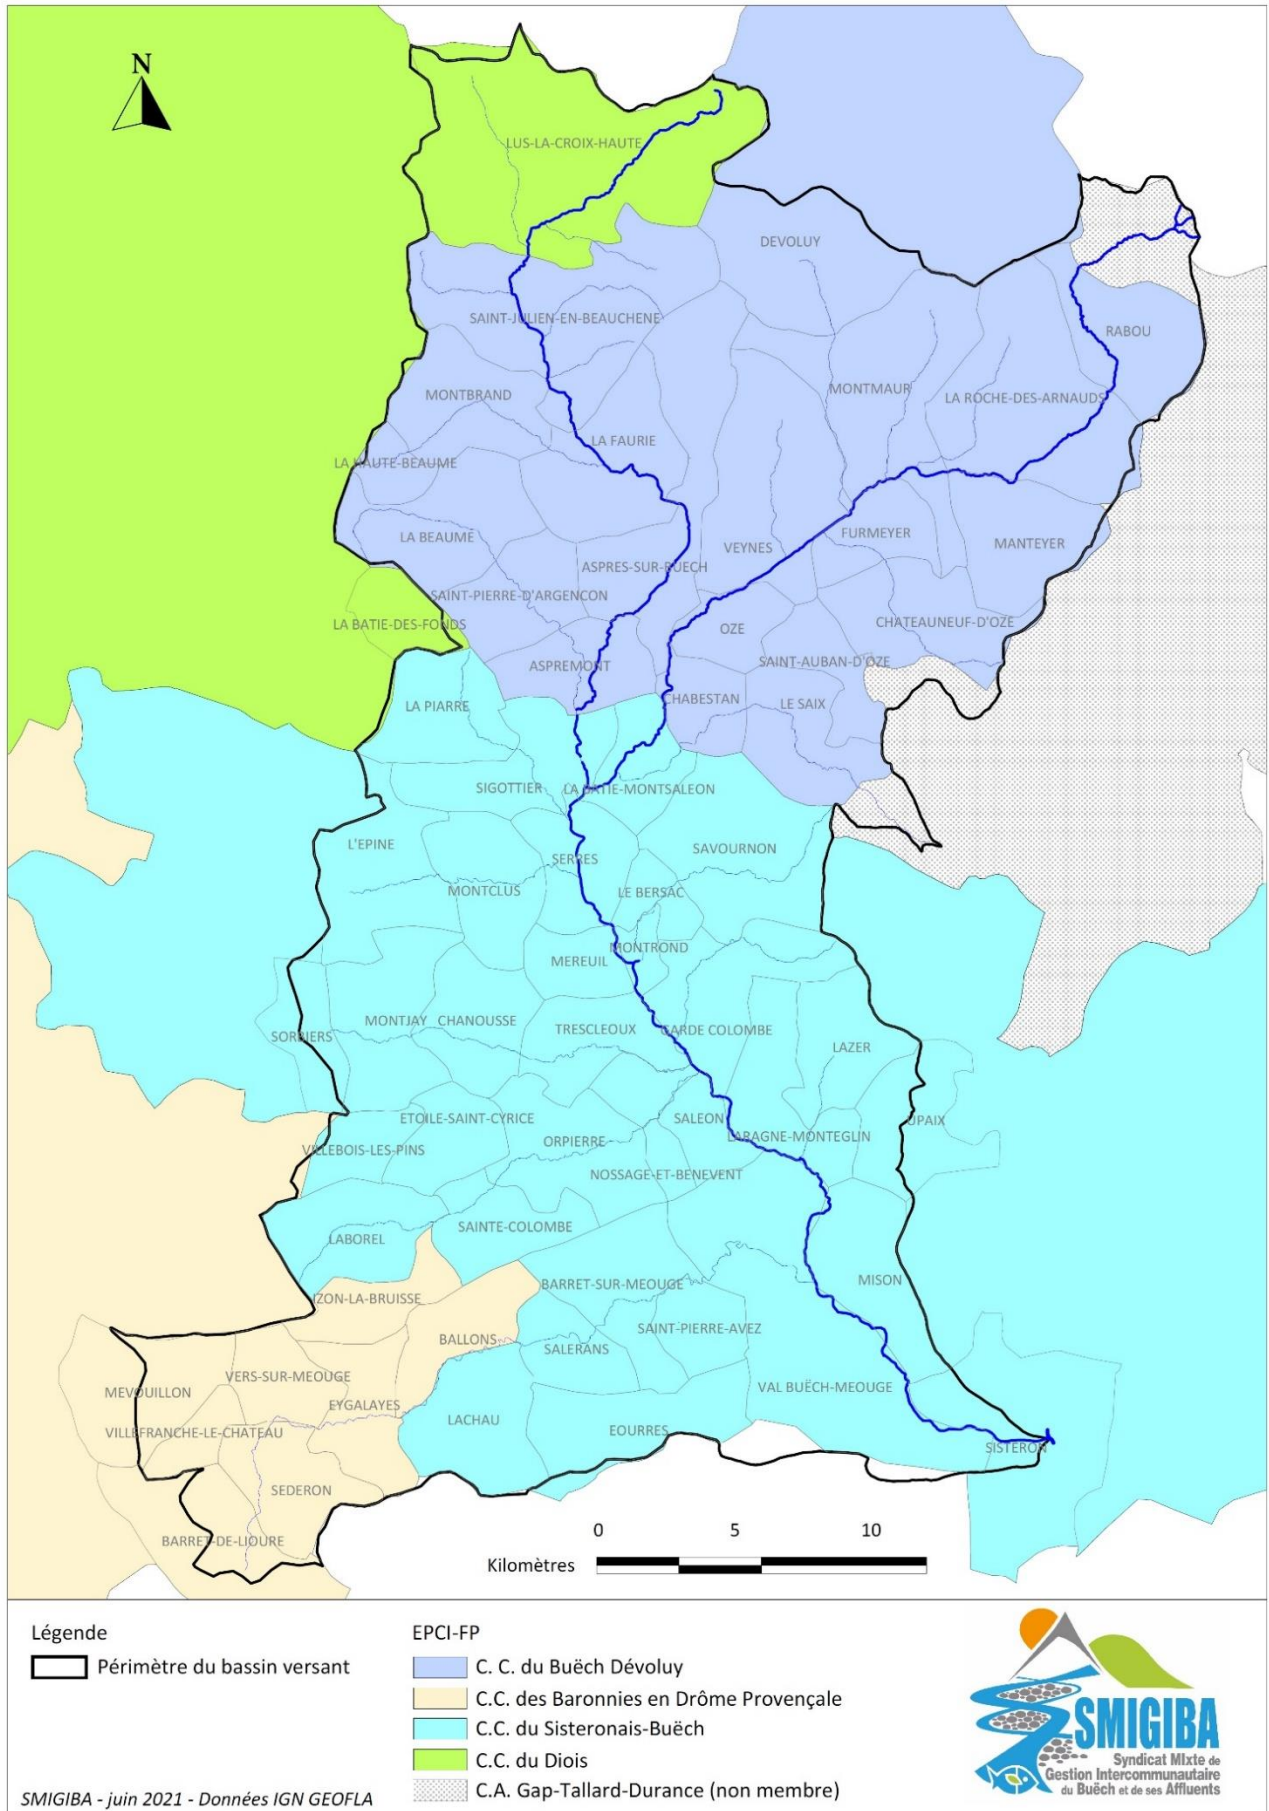 N
LUS-LA-CROIX-HAUTE
DEVOLUY
SAINT-JULIEN-EN-BEAUCHENE
RABOU
MONTBRAND
MONTMAUR
LA ROCHE-DES-ARNAUDS
LA FAURIE
LA HAUTE-BEAUME
LA BEAUME
VEYNES
FURMEYER
MANTEYER
ASPRES-SUR-BUECH
SAINT-PIERRE-D'ARGENCON
LA BATIE-DES-FONDS
OZE
CHATEAUNEUF-D'OZE
ASPREMONT
SAINT-AUBAN-D'OZE
LA PIARRE
CHABESTAN
LE SAIX
SIGOTTIER
LA BATIE-MONTSALEON
L'EPINE
SERRES
SAVOURNON
MONTCLUS
LE BERSAC
MONTROND
MEREUIL
SORBIERS
MONTJAY
CHANOUSSE
TRESCLEOUX
GARDE COLOMBE
LAZER
ETOILE-SAINT-CYRICE
SALEON
UPAIX
VILLEBOIS-LES-PINS
ORPIERRE
LARAGNE-MONTEGLIN
NOSSAGE-ET-BENEVENT
LABOREL
SAINTE-COLOMBE
IZON-LA-BRUISSE
BARRET-SUR-MEOUGE
MISON
BALLONS
SALERANS
SAINT-PIERRE-AVEZ
MEVOUILLON
VERS-SUR-MEOUGE
EYGALAYES
VAL BUËCH-MEOUGE
VILLEFRANCHE-LE-CHATEAU
LACHAU
EOURRES
SISTERON
SEDERON
BARRET-DE-LIOURE
0 5 10
Kilomètres
Légende
Périmètre du bassin versant
EPCI-FP
C. C. du Buëch Dévoluy
C.C. des Baronnies en Drôme Provençale
C.C. du Sisteronais-Buëch
C.C. du Diois
C.A. Gap-Tallard-Durance (non membre)
SMIGIBA
Syndicat MIxte de
Gestion Intercommunautaire
du Buëch et de ses Affluents
SMIGIBA - juin 2021 - Données IGN GEOFLA